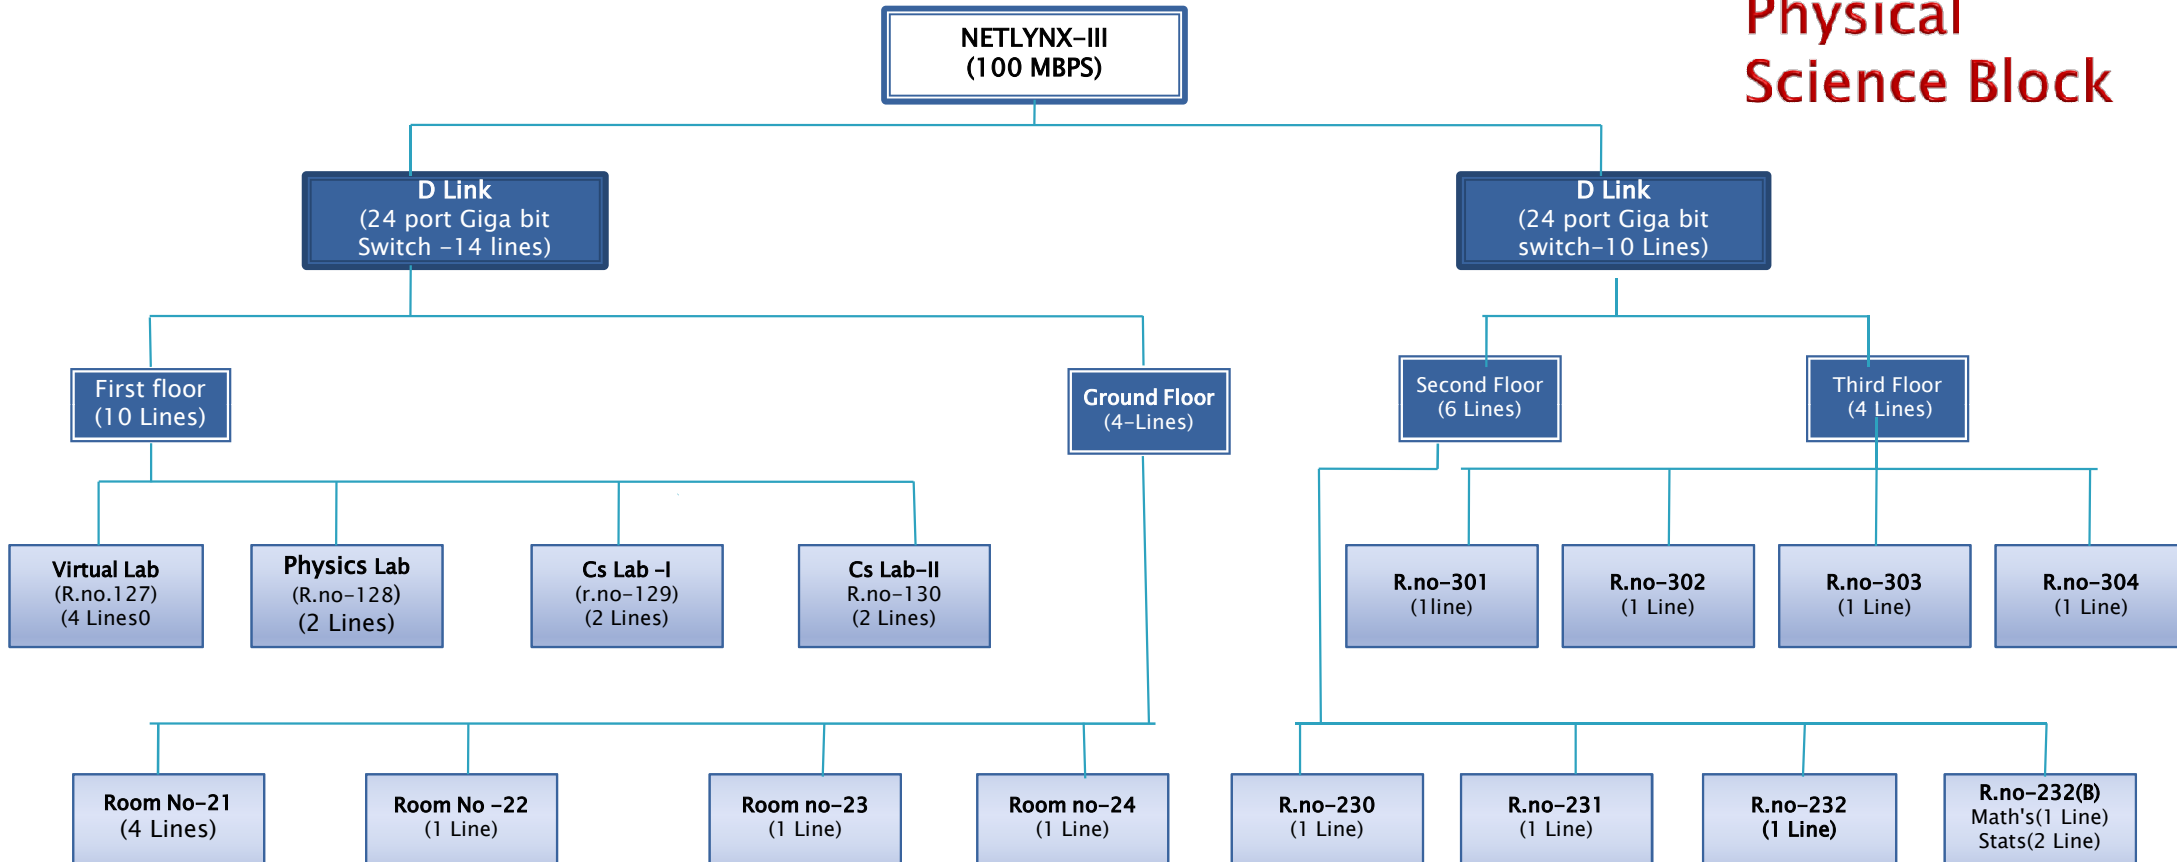 Physical
Science Block
NETLYNX-III
(100 MBPS)
D Link
(24 port Giga bit
Switch -14 lines)
D Link
(24 port Giga bit
switch-10 Lines)
First floor
(10 Lines)
Ground Floor
(4-Lines)
Second Floor
(6 Lines)
Third Floor
(4 Lines)
Virtual Lab
(R.no.127)
(4 Lines0
Physics Lab
(R.no-128)
(2 Lines)
Cs Lab -I
(r.no-129)
(2 Lines)
Cs Lab-II
R.no-130
(2 Lines)
R.no-301
(1line)
R.no-302
(1 Line)
R.no-303
(1 Line)
R.no-304
(1 Line)
Room No-21
(4 Lines)
Room No -22
(1 Line)
Room no-23
(1 Line)
Room no-24
(1 Line)
R.no-230
(1 Line)
R.no-231
(1 Line)
R.no-232
(1 Line)
R.no-232(B)
Math's(1 Line)
Stats(2 Line)